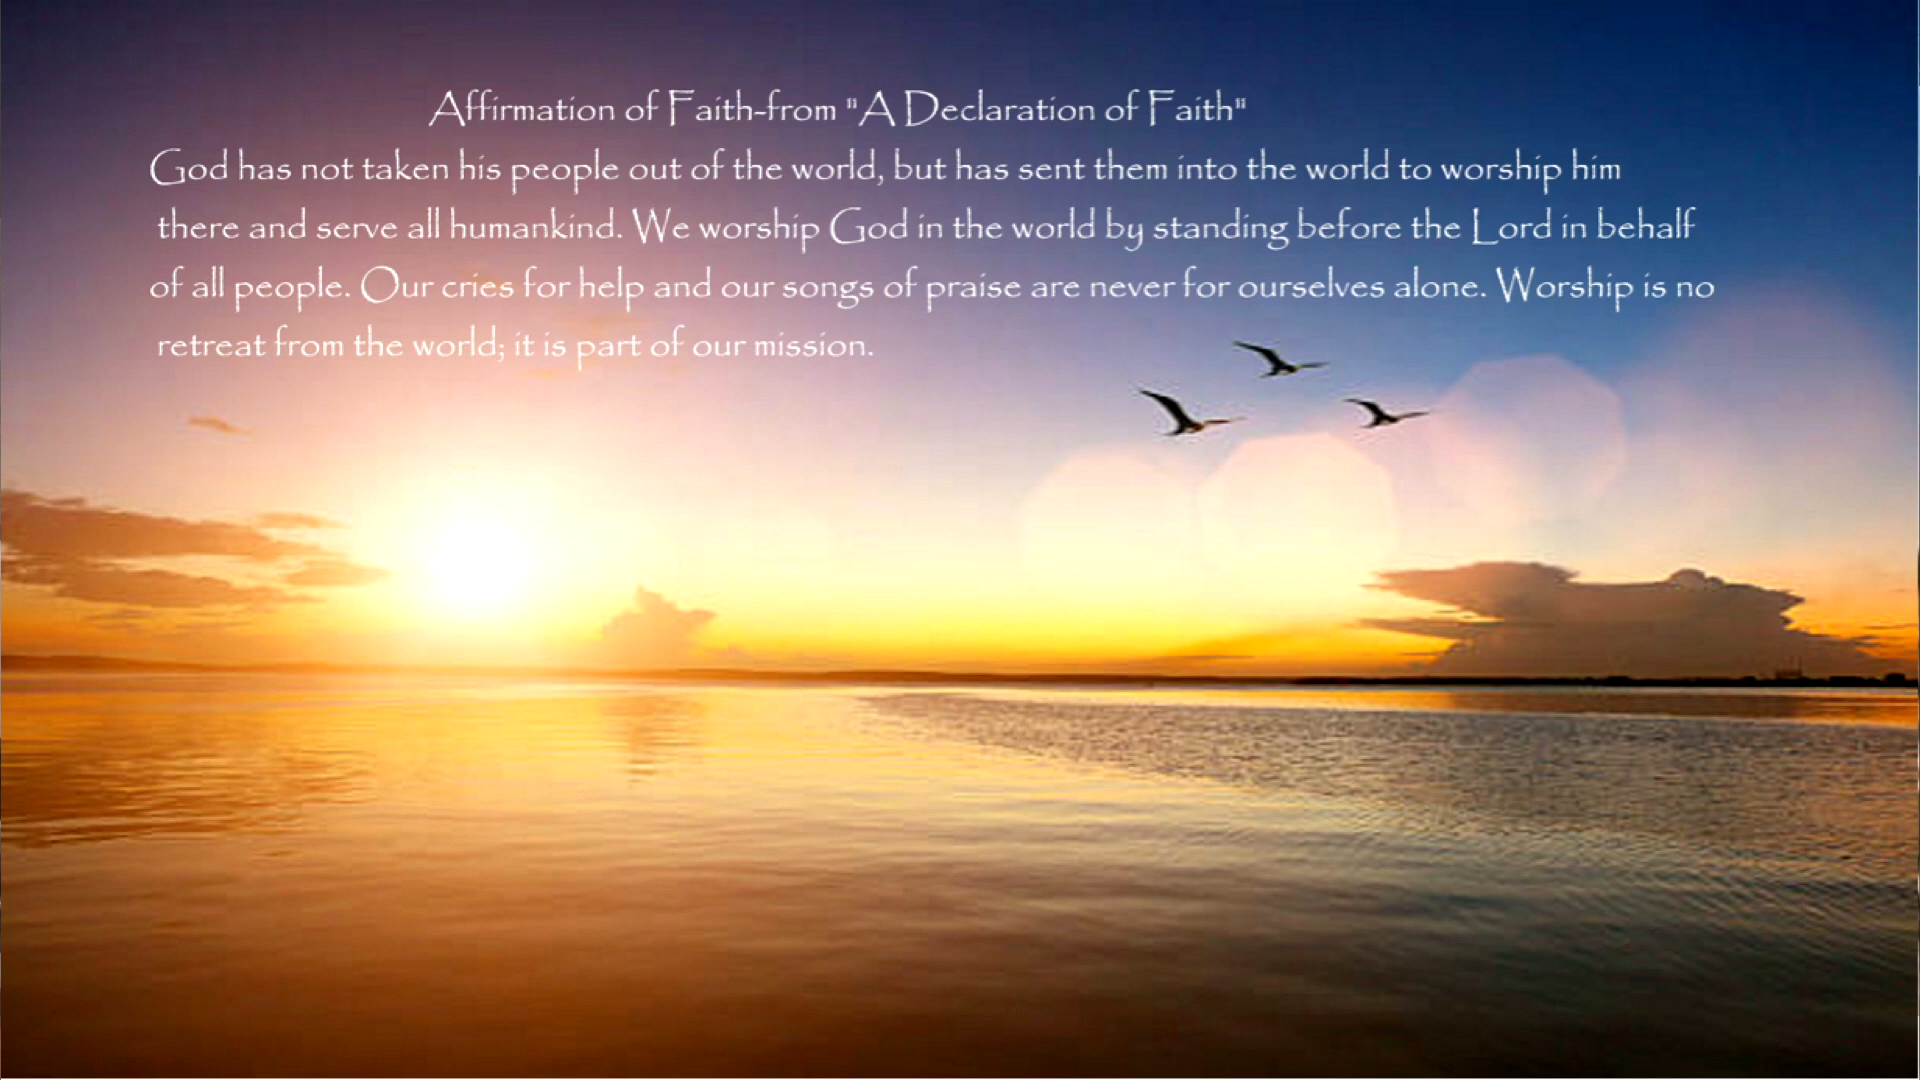 Affirmation of Faith-from "A Declaration of Faith"
God has not taken his people out of the world, but has sent them into the world to worship him
there and serve all humankind. We worship God in the world by standing before the Lord in behalf
of all people. Our cries for help and our songs of praise are never for ourselves alone. Worship is no
retreat from the world; it is part of our mission.